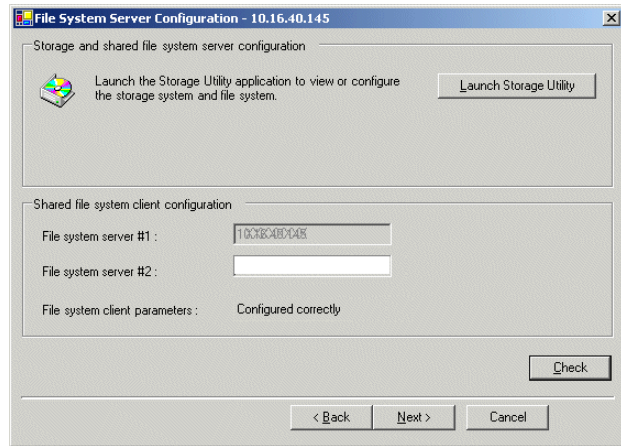 File System Server Configuration - 10.16.40.145
Storage and shared file system server configuration
Launch the Storage Utility application to view or configure
the storage system and file system.
Launch Storage Utility
Shared file system client configuration
File system server #1 :
File system server #2 :
File system client parameters :
Configured correctly
Check
< Back
Next >
Cancel